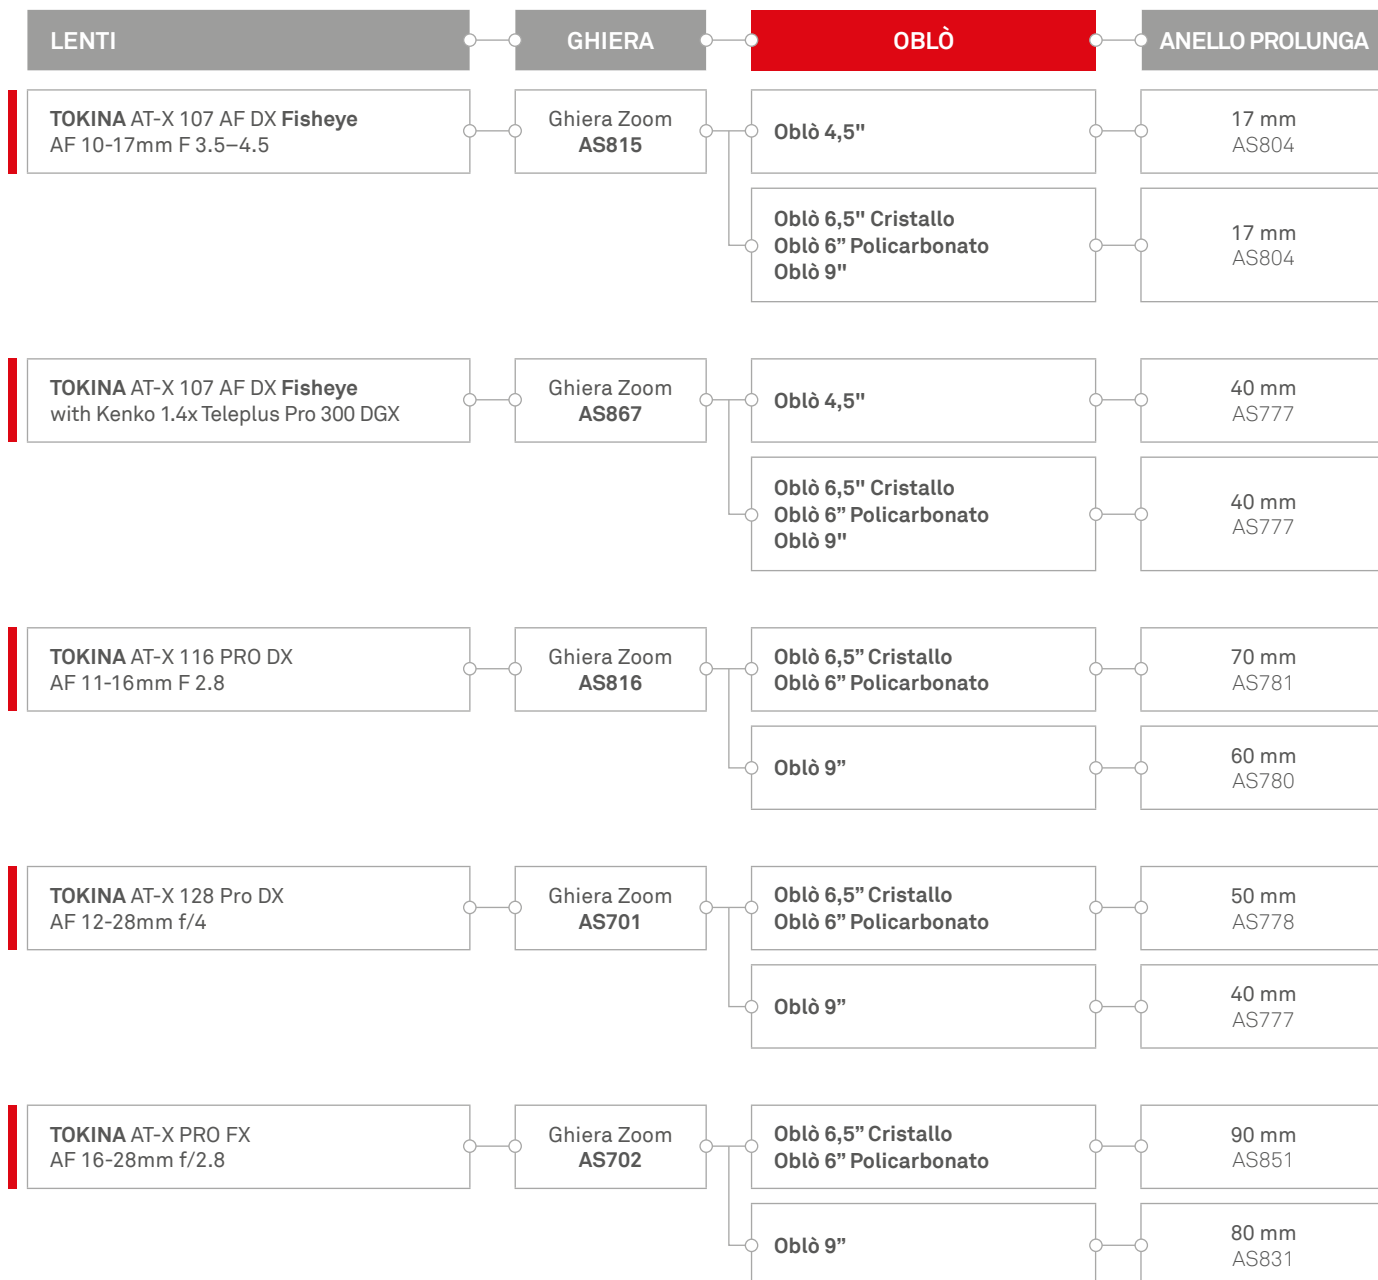 LENTI
GHIERA
OBLÒ
ANELLO PROLUNGA
TOKINA AT-X 107 AF DX Fisheye
AF 10-17mm F 3.5–4.5
Ghiera Zoom
AS815
Oblò 4,5"
17 mm
AS804
Oblò 6,5" Cristallo
Oblò 6” Policarbonato
Oblò 9"
17 mm
AS804
TOKINA AT-X 107 AF DX Fisheye
with Kenko 1.4x Teleplus Pro 300 DGX
Ghiera Zoom
AS867
Oblò 4,5"
40 mm
AS777
Oblò 6,5" Cristallo
Oblò 6” Policarbonato
Oblò 9"
40 mm
AS777
TOKINA AT-X 116 PRO DX
AF 11-16mm F 2.8
Ghiera Zoom
AS816
Oblò 6,5” Cristallo
Oblò 6” Policarbonato
70 mm
AS781
Oblò 9”
60 mm
AS780
TOKINA AT-X 128 Pro DX
AF 12-28mm f/4
Ghiera Zoom
AS701
Oblò 6,5” Cristallo
Oblò 6” Policarbonato
50 mm
AS778
Oblò 9”
40 mm
AS777
TOKINA AT-X PRO FX
AF 16-28mm f/2.8
Ghiera Zoom
AS702
Oblò 6,5” Cristallo
Oblò 6” Policarbonato
90 mm
AS851
Oblò 9”
80 mm
AS831